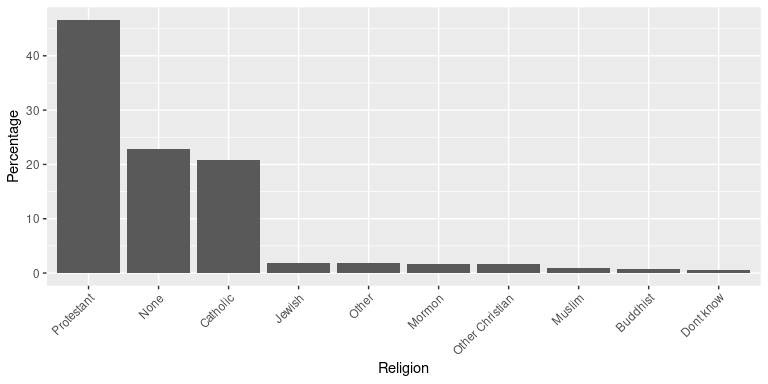 Percentage
40
30
20
10
0
Protestant
None
Catholic
Jewish
Other
Mormon
Other Christian
Muslim
Buddhist
Dont know
Religion